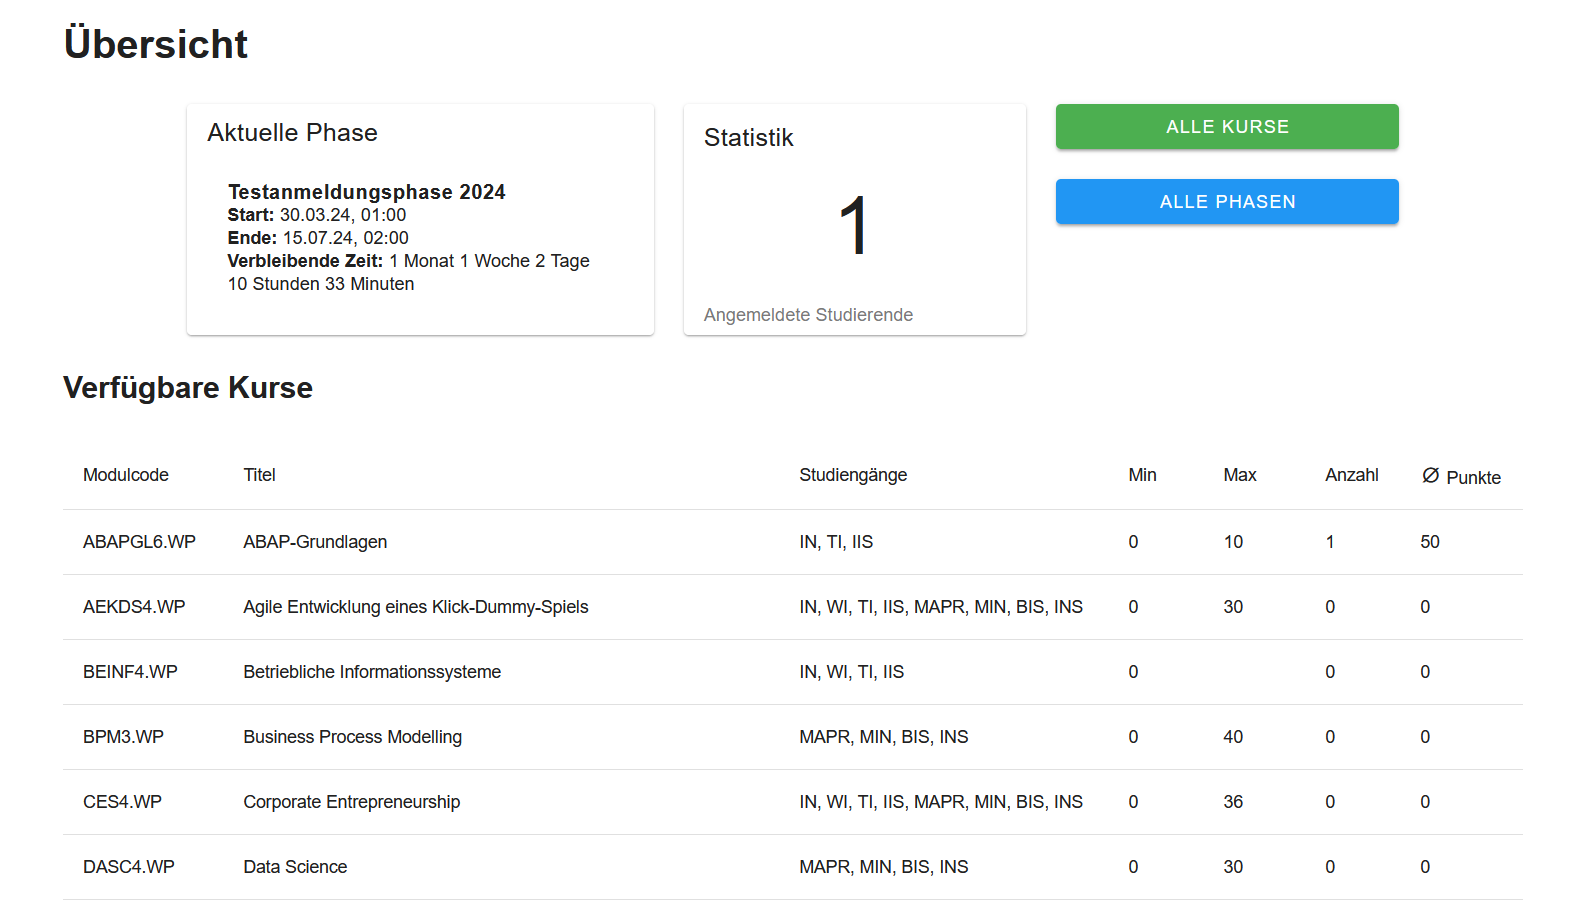 Übersicht
Aktuelle Phase
Testanmeldungsphase 2024
Start: 30.03.24, 01:00
Ende: 15.07.24, 02:00
Verbleibende Zeit: 1 Monat 1 Woche 2 Tage
10 Stunden 33 Minuten
Statistik
1
Angemeldete Studierende
ALLE KURSE
ALLE PHASEN
Verfügbare Kurse
Modulcode Titel Studiengänge Min Max Anzahl Ø Punkte
ABAPGL6.WP ABAP-Grundlagen IN, TI, IIS 0 10 1 50
AEKDS4.WP Agile Entwicklung eines Klick-Dummy-Spiels IN, WI, TI, IIS, MAPR, MIN, BIS, INS 0 30 0 0
BEINF4.WP Betriebliche Informationssysteme IN, WI, TI, IIS 0 0 0
BPM3.WP Business Process Modelling MAPR, MIN, BIS, INS 0 40 0 0
CES4.WP Corporate Entrepreneurship IN, WI, TI, IIS, MAPR, MIN, BIS, INS 0 36 0 0
DASC4.WP Data Science MAPR, MIN, BIS, INS 0 30 0 0